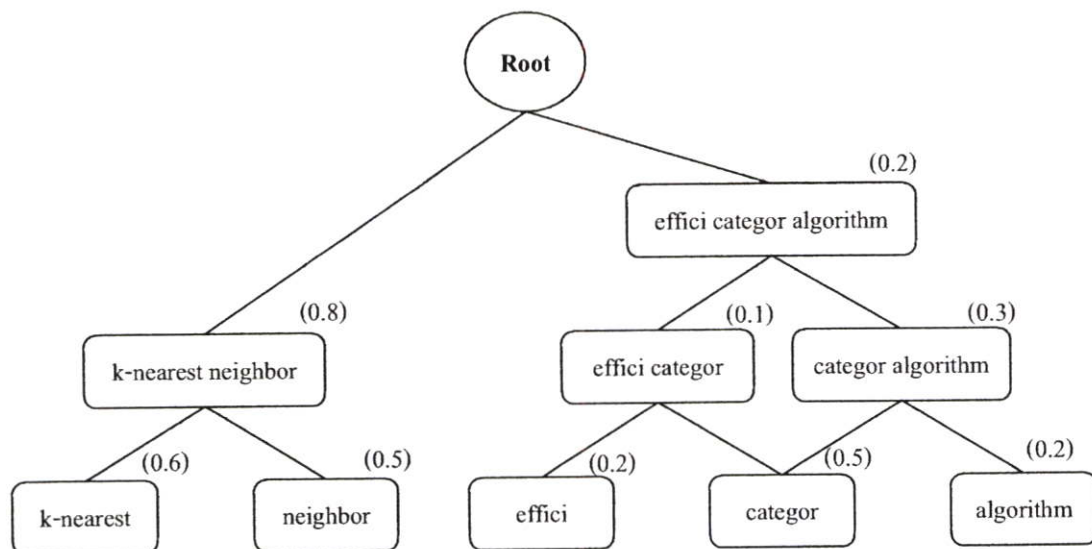 Root
(0.2)
effici categor algorithm
(0.8)
(0.1)
(0.3)
k-nearest neighbor
effici categor
categor algorithm
(0.6)
(0.5)
(0.2)
(0.5)
(0.2)
k-nearest
neighbor
effici
categor
algorithm